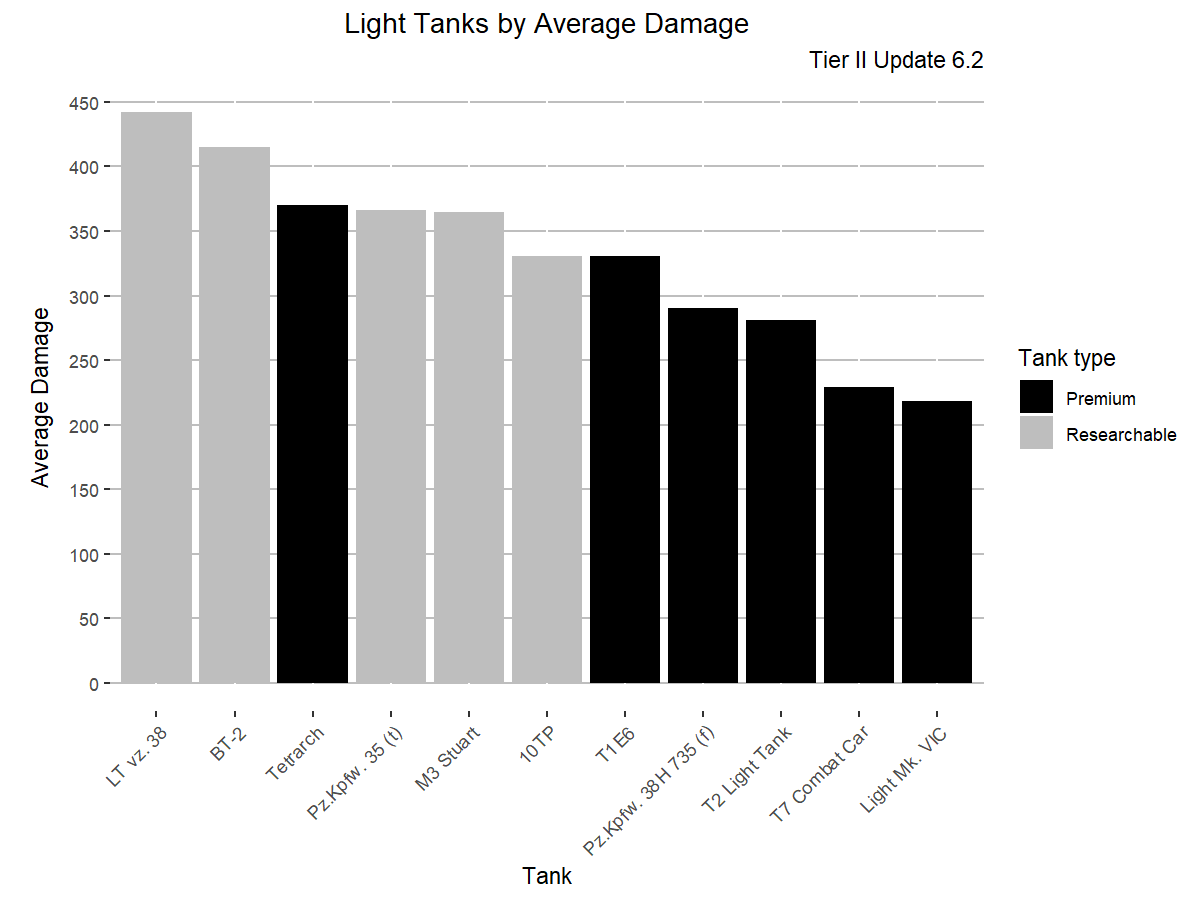 Light Tanks by Average Damage
Tier II Update 6.2
Average Damage
450
400
350
300
250
200
150
100
50
0
LT vz. 38
BT-2
Tetrarch
Pz.Kpfw. 35 (t)
M3 Stuart
10TP
T1E6
Pz.Kpfw. 38H 735 (f)
T2 Light Tank
T7 Combat Car
Light Mk. VIC
Tank
Tank type
Premium
Researchable